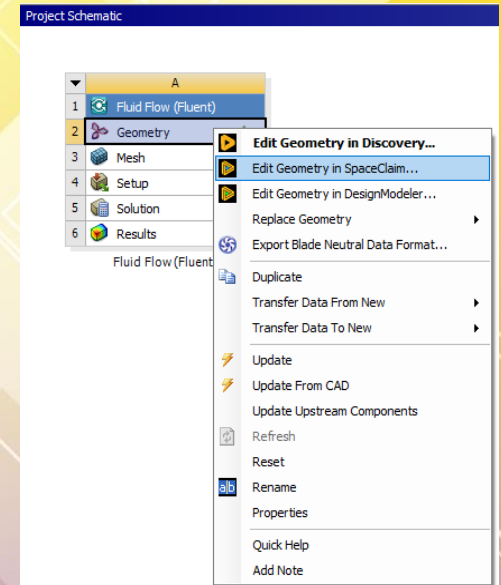 Project Schematic
A
1 Fluid Flow (Fluent)
2 Geometry
3 Mesh
4 Setup
5 Solution
6 Results
Fluid Flow (Fluent
Edit Geometry in Discovery...
Edit Geometry in SpaceClaim...
Edit Geometry in DesignModeler...
Replace Geometry
Export Blade Neutral Data Format...
Duplicate
Transfer Data From New
Transfer Data To New
Update
Update From CAD
Update Upstream Components
Refresh
Reset
a|b Rename
Properties
Quick Help
Add Note